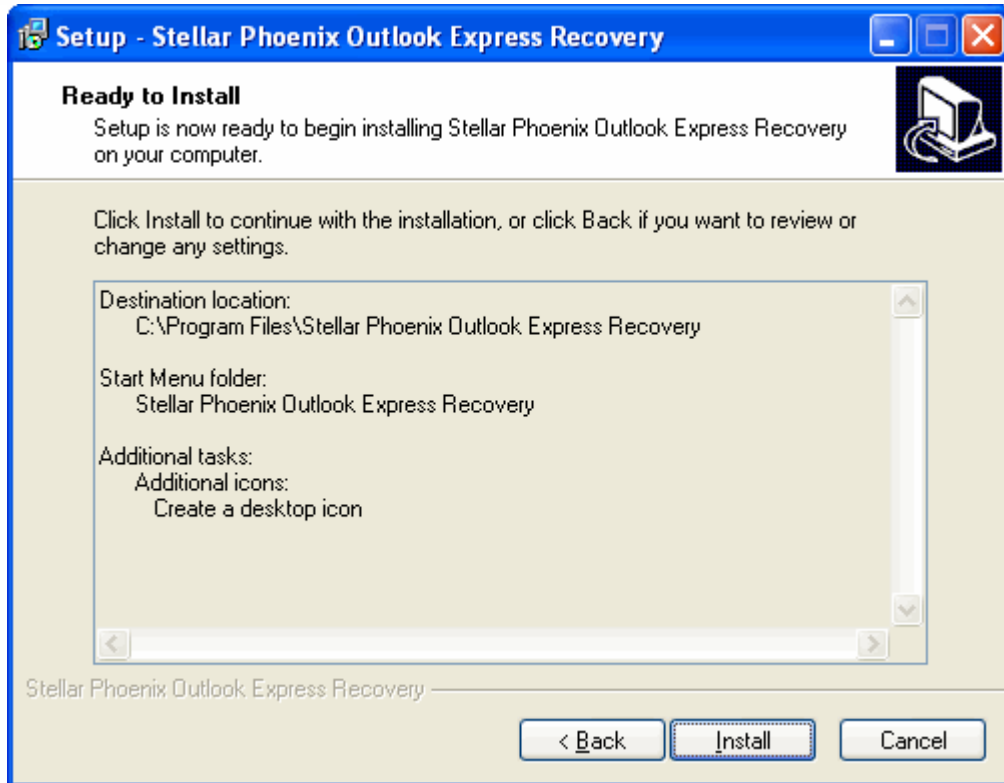 Setup - Stellar Phoenix Outlook Express Recovery
Ready to Install
Setup is now ready to begin installing Stellar Phoenix Outlook Express Recovery
on your computer.
Click Install to continue with the installation, or click Back if you want to review or
change any settings.
Destination location:
C:\Program Files\Stellar Phoenix Outlook Express Recovery
Start Menu folder:
Stellar Phoenix Outlook Express Recovery
Additional tasks:
Additional icons:
Create a desktop icon
Stellar Phoenix Outlook Express Recovery
< Back Install Cancel